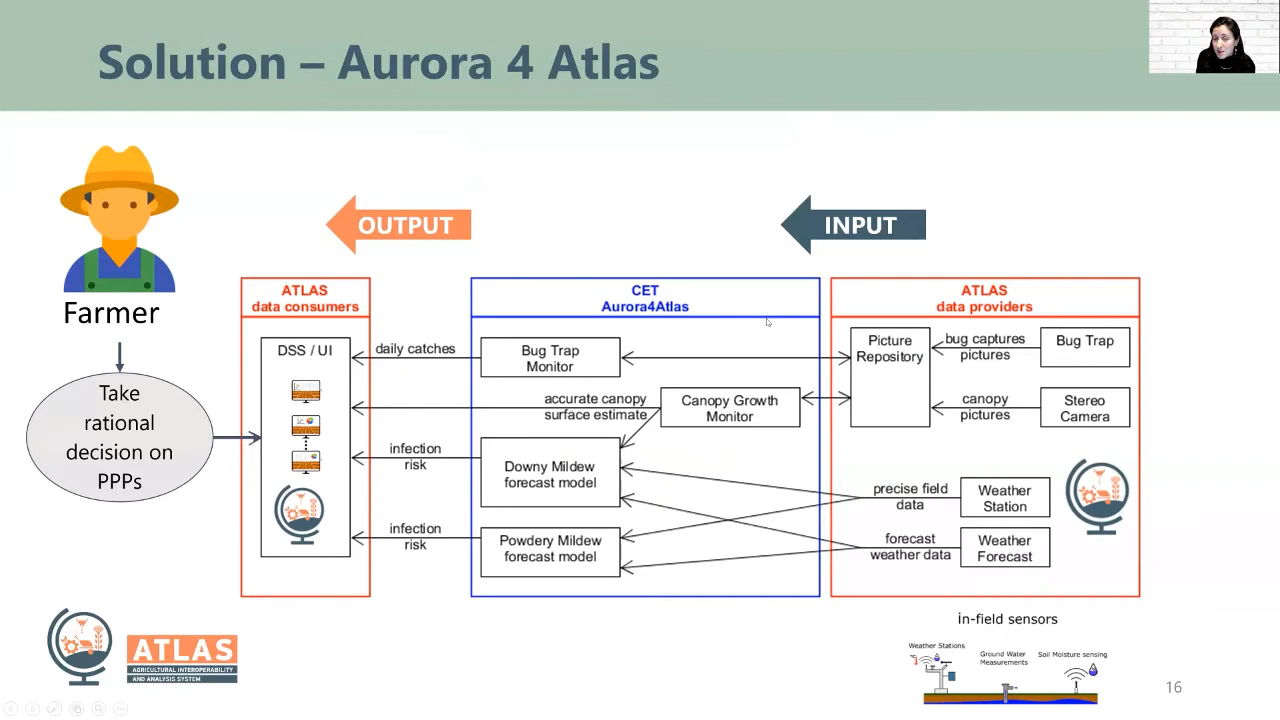 Solution – Aurora 4 Atlas
OUTPUT
INPUT
Farmer
Take
rational
decision on
PPPs
ATLAS
data consumers
DSS / UI
daily catches
accurate canopy
surface estimate
infection
risk
infection
risk
CET
Aurora4Atlas
Bug Trap
Monitor
Canopy Growth
Monitor
Downy Mildew
forecast model
Powdery Mildew
forecast model
ATLAS
data providers
Picture
Repository
bug captures
pictures
Bug Trap
canopy
pictures
Stereo
Camera
precise field
data
Weather
Station
forecast
weather data
Weather
Forecast
ATLAS
AGRICULTURAL INTEROPERABILITY
AND ANALYSIS SYSTEM
in-field sensors
Weather Stations
Ground Water
Measurements
Soil Moisture sensing
16